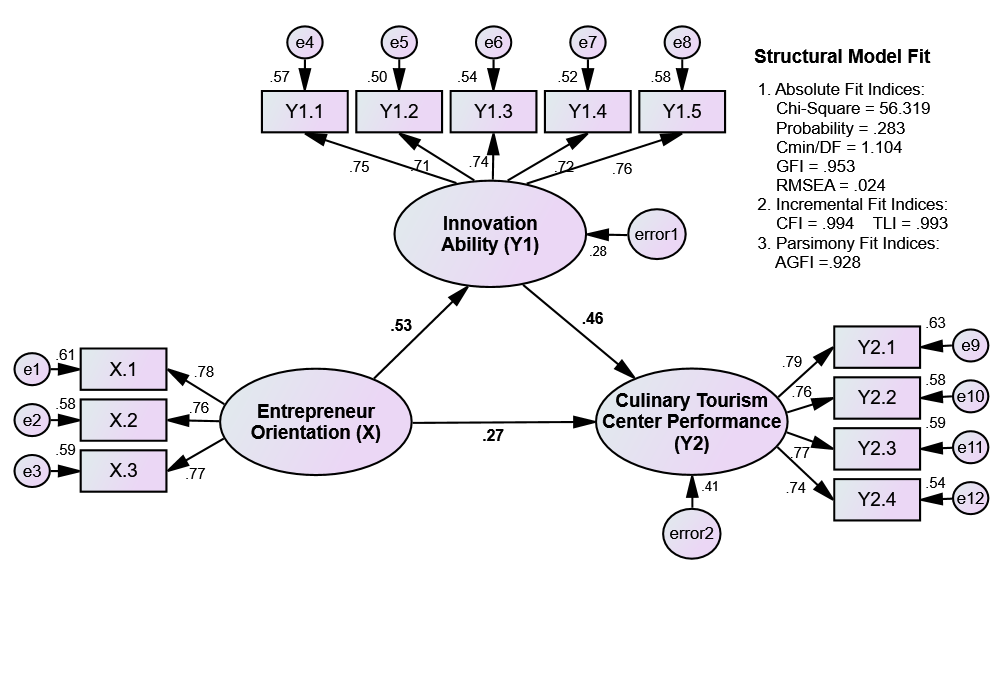 e4 e5 e6 e7 e8
.57 .50 .54 .52 .58
Y1.1 Y1.2 Y1.3 Y1.4 Y1.5
.75 .71 .74 .72 .76
Innovation
Ability (Y1)
error1
.28
Structural Model Fit
1. Absolute Fit Indices:
Chi-Square = 56.319
Probability = .283
Cmin/DF = 1.104
GFI = .953
RMSEA = .024
2. Incremental Fit Indices:
CFI = .994 TLI = .993
3. Parsimony Fit Indices:
AGFI =.928
.53
.46
.61
e1 X.1 .78
.58
e2 X.2 .76
.59
e3 X.3 .77
Entrepreneur
Orientation (X)
.27
Culinary Tourism
Center Performance
(Y2)
.41
error2
.63
.79 Y2.1 e9
.58
.76 Y2.2 e10
.59
.77 Y2.3 e11
.54
.74 Y2.4 e12